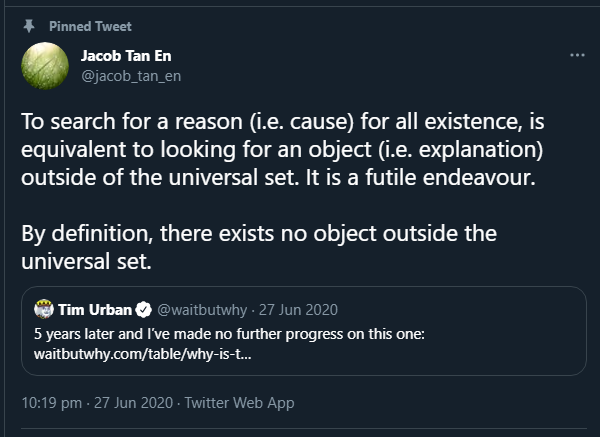 Pinned Tweet
Jacob Tan En
@jacob_tan_en
To search for a reason (i.e. cause) for all existence, is
equivalent to looking for an object (i.e. explanation)
outside of the universal set. It is a futile endeavour.
By definition, there exists no object outside the
universal set.
Tim Urban @waitbutwhy · 27 Jun 2020
5 years later and I've made no further progress on this one:
waitbutwhy.com/table/why-is-t...
10:19 pm · 27 Jun 2020 · Twitter Web App